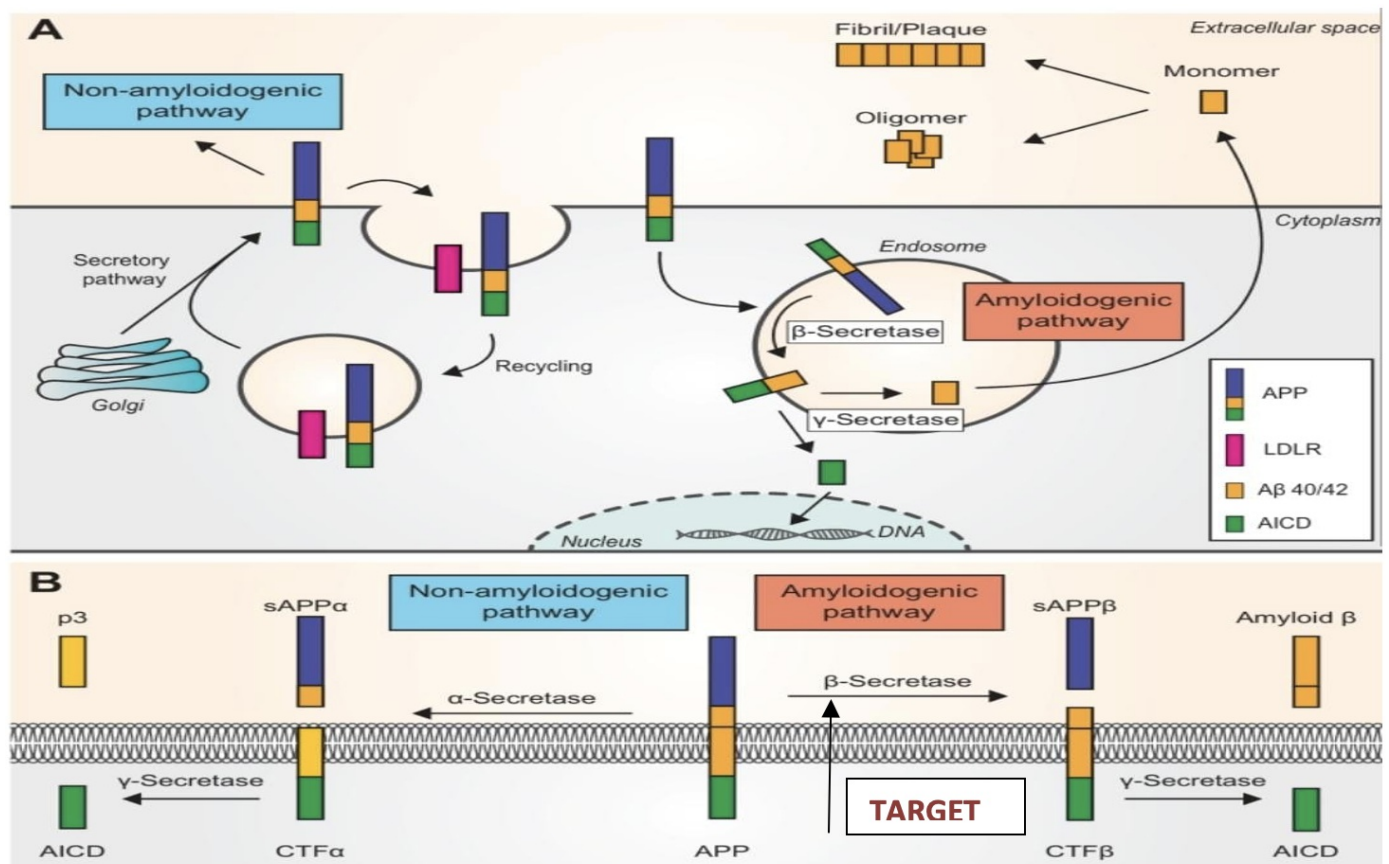 A
Fibril/Plaque
Extracellular space
Monomer
Non-amyloidogenic
pathway
Oligomer
Cytoplasm
Secretory
pathway
Endosome
Amyloidogenic
pathway
β-Secretase
Recycling
Golgi
γ-Secretase
APP
LDLR
Aβ 40/42
AICD
Nucleus
DNA
B
Non-amyloidogenic
pathway
Amyloidogenic
pathway
p3
sAPPα
sAPPβ
Amyloid β
α-Secretase
β-Secretase
γ-Secretase
γ-Secretase
TARGET
AICD
CTFα
APP
CTFβ
AICD